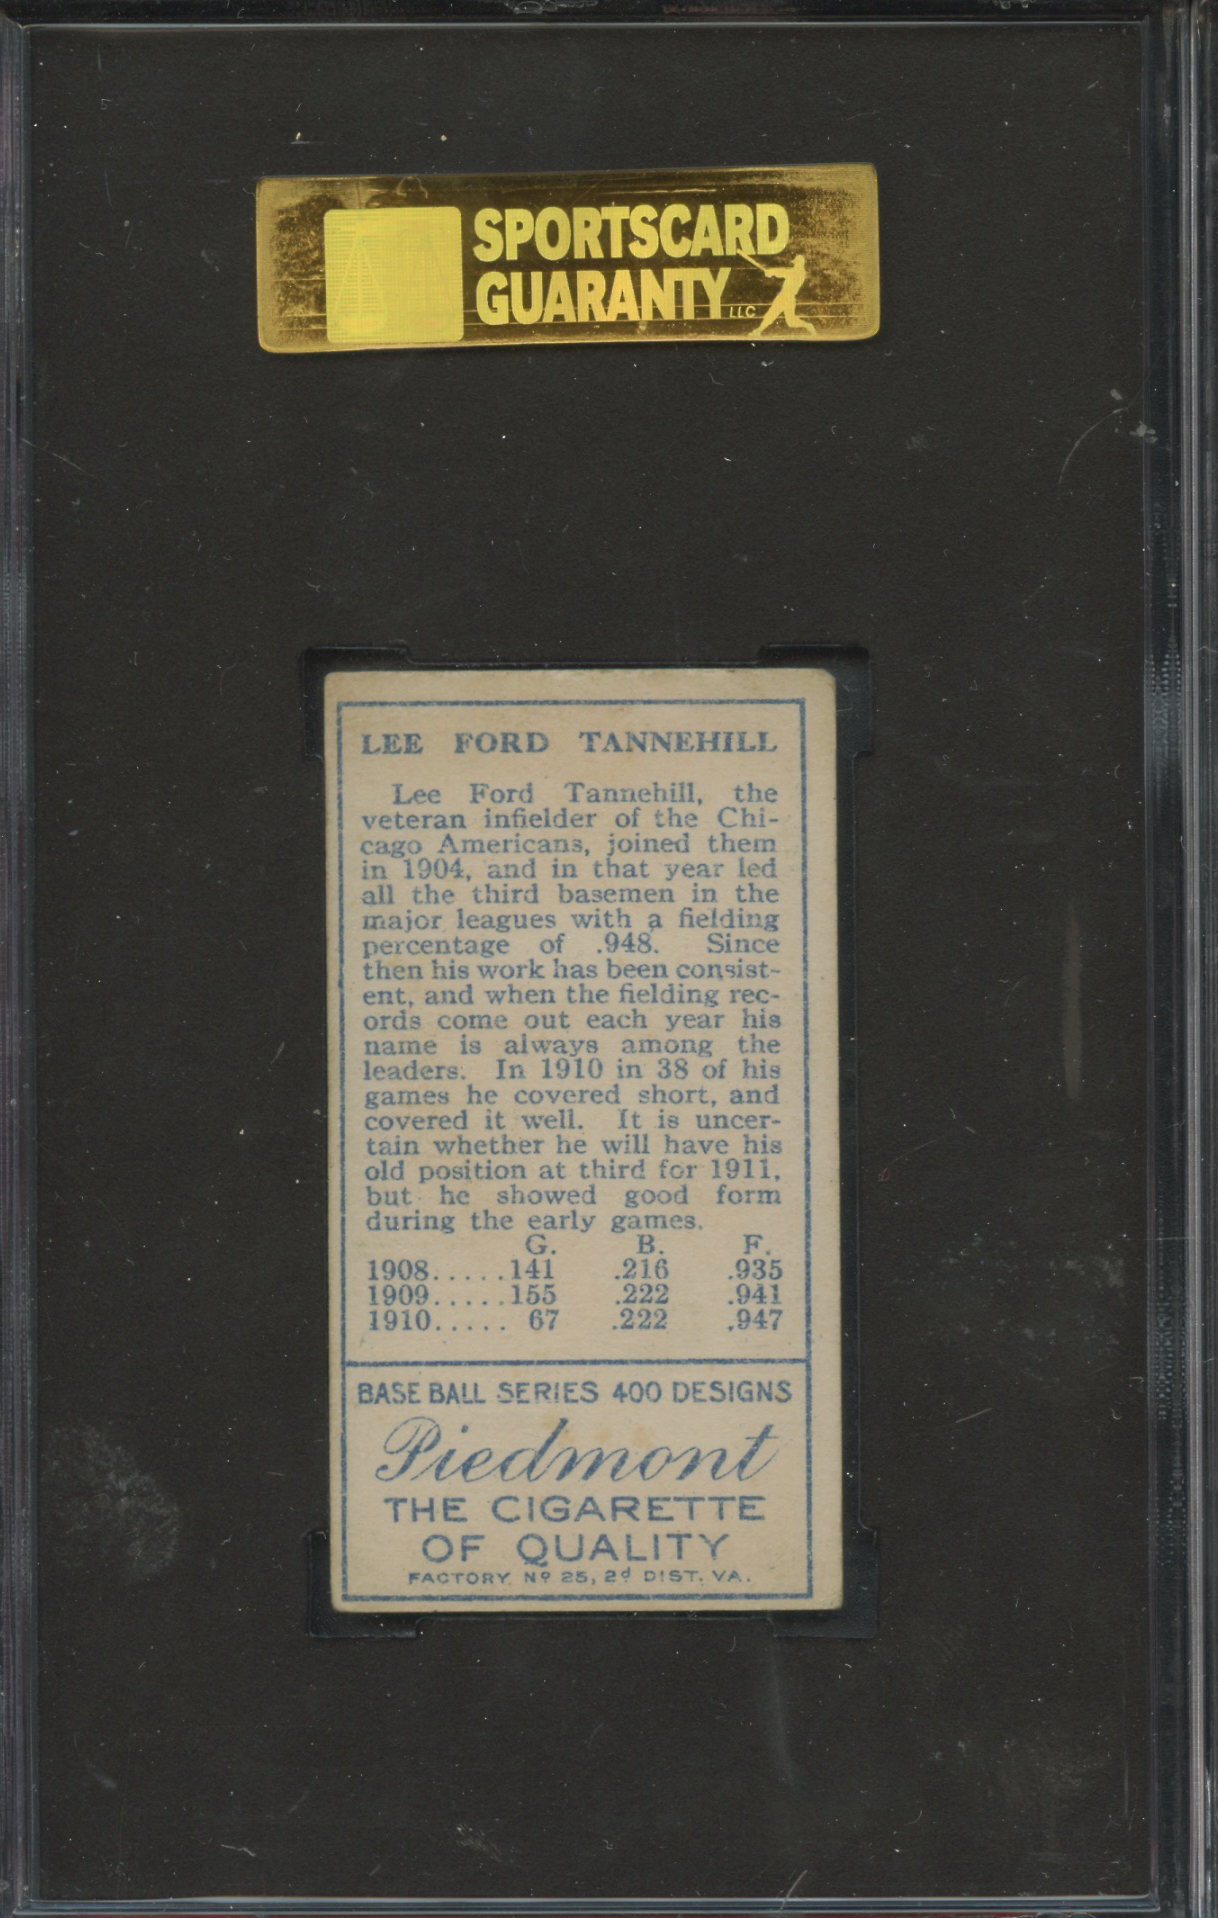 SPORTSCARD
GUARANTY LLC
LEE FORD TANNEHILL
Lee Ford Tannehill, the
veteran infielder of the Chi-
cago Americans, joined them
in 1904, and in that year led
all the third basemen in the
major leagues with a fielding
percentage of .948. Since
then his work has been consist-
ent, and when the fielding rec-
ords come out each year his
name is always among the
leaders. In 1910 in 38 of his
games he covered short, and
covered it well. It is uncer-
tain whether he will have his
old position at third for 1911,
but he showed good form
during the early games.
G. B. F.
1908.....141 .216 .935
1909.....155 .222 .941
1910..... 67 .222 .947
BASE BALL SERIES 400 DESIGNS
Piedmont
THE CIGARETTE
OF QUALITY
FACTORY Nº 25, 2d DIST. VA.